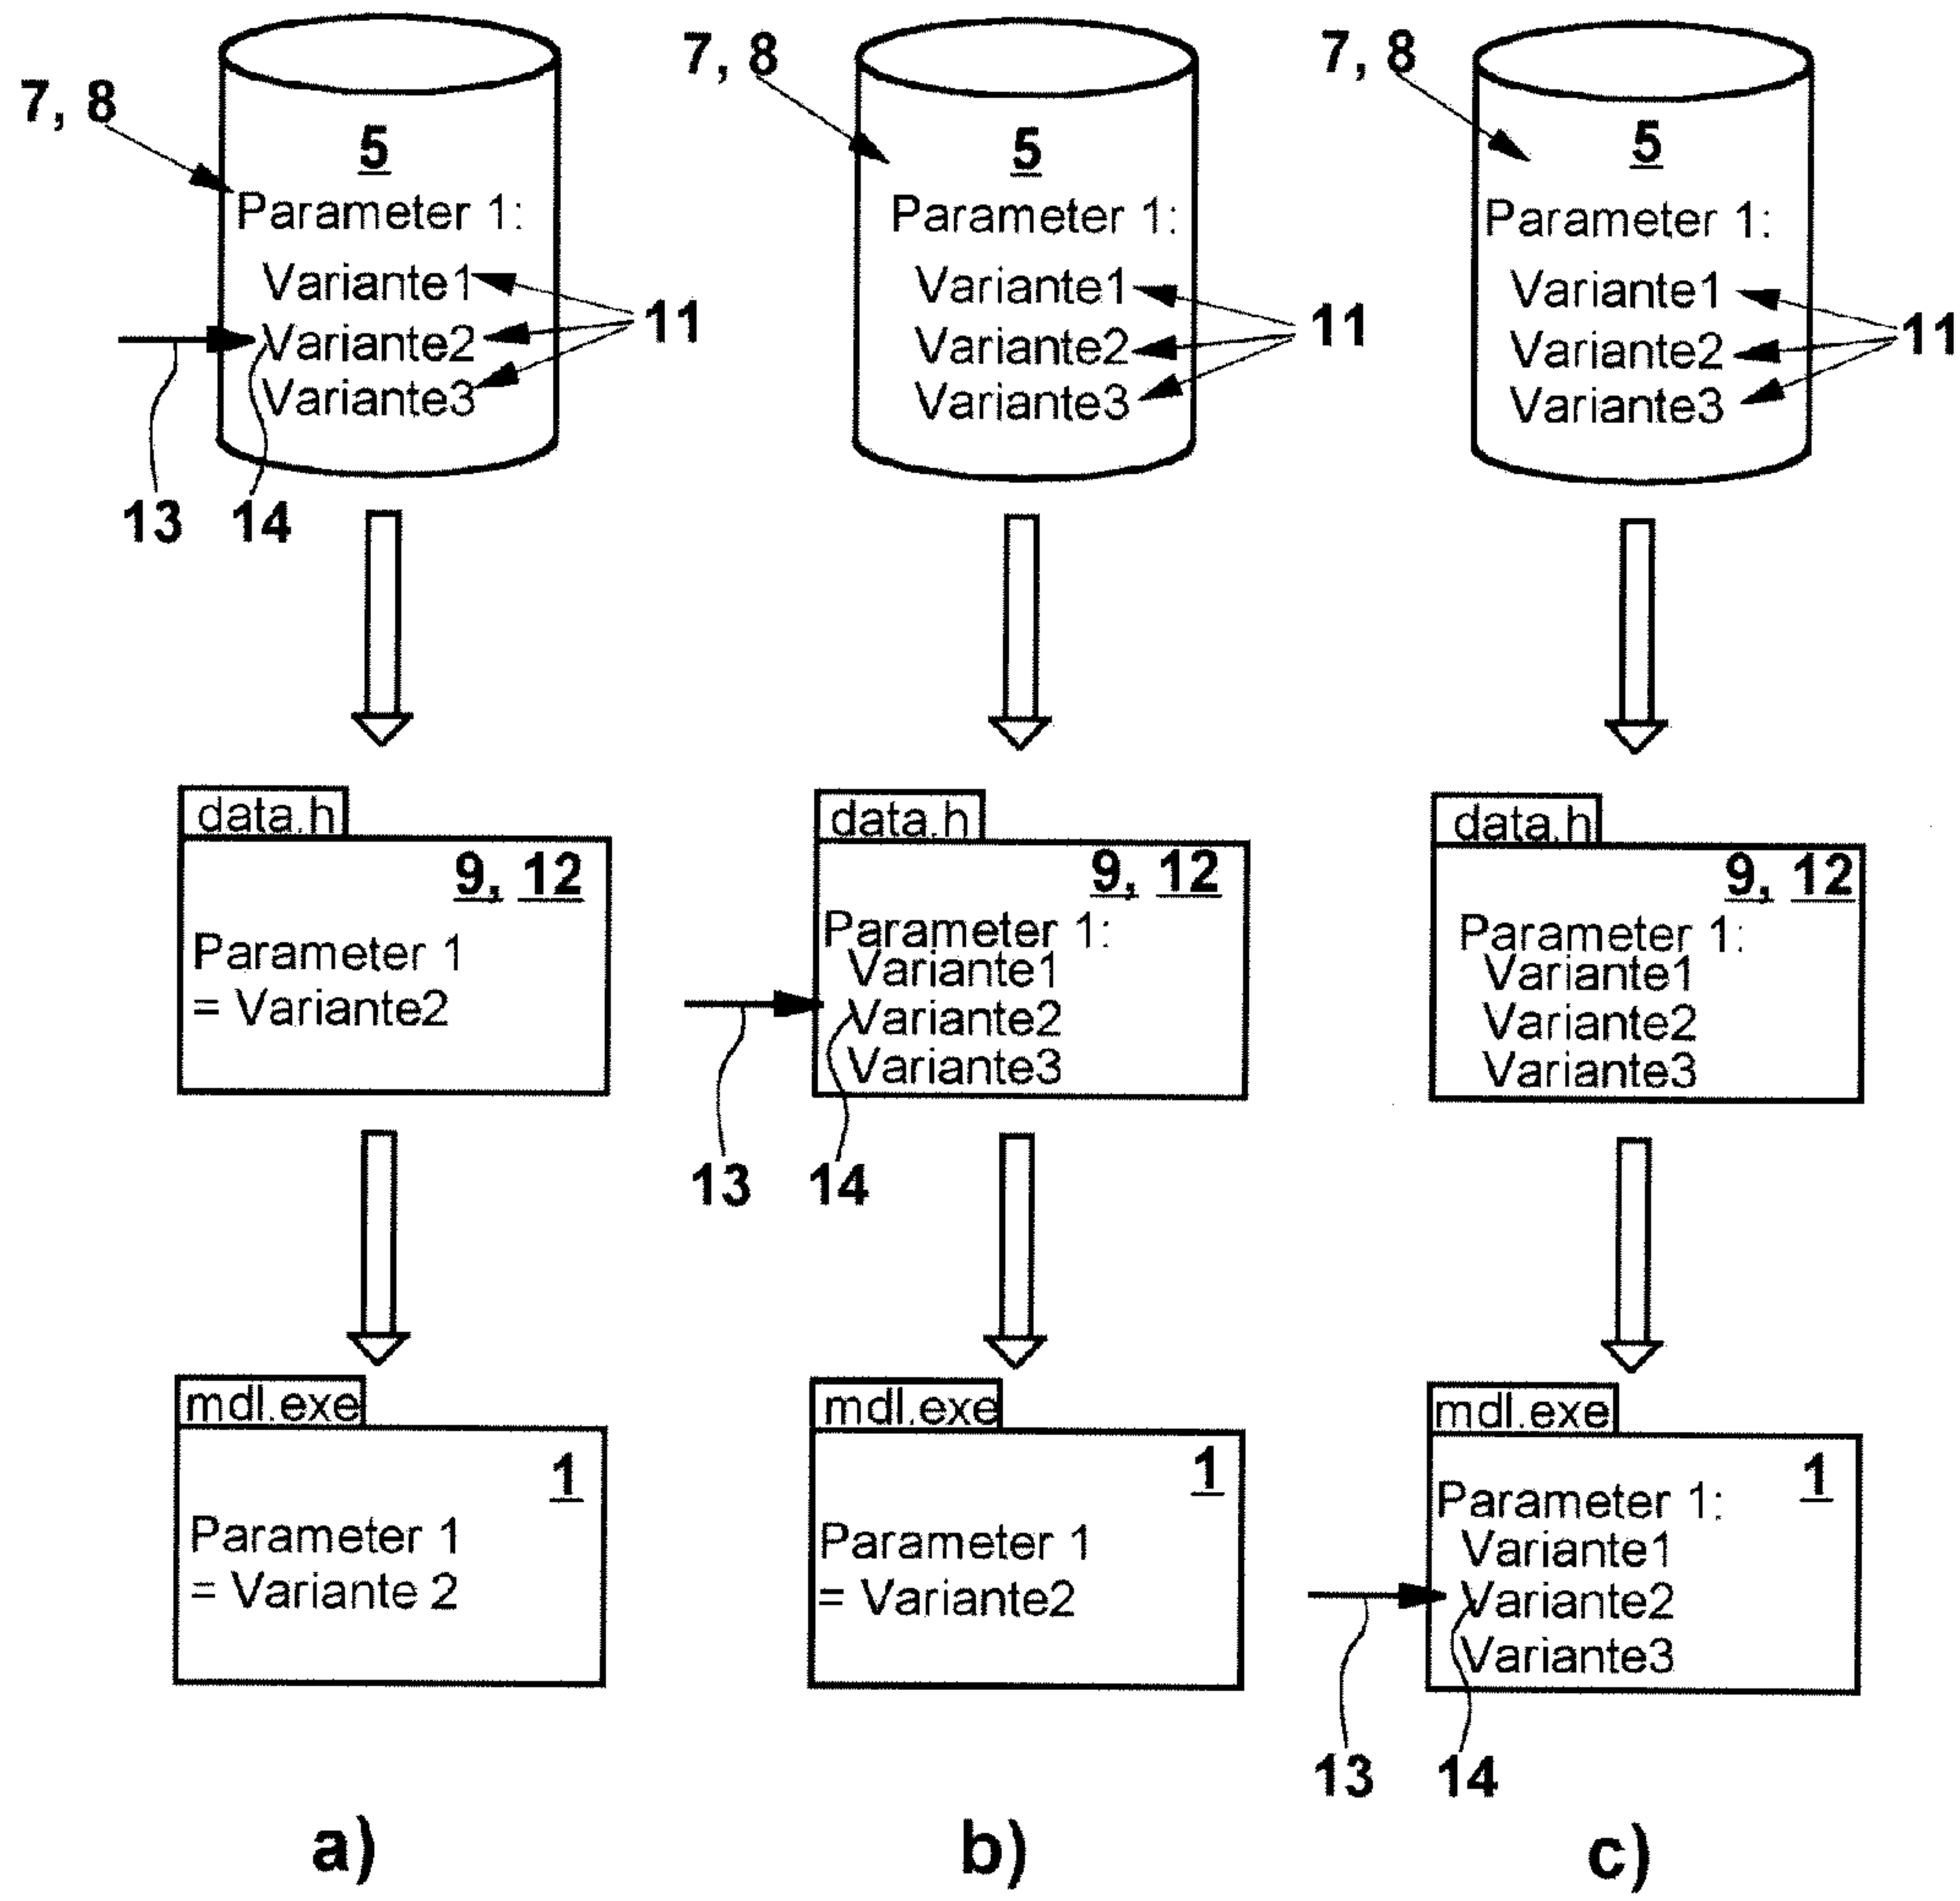 7, 8
5
Parameter 1:
Variante1
Variante2
Variante3
11
13
14
data.h
9, 12
Parameter 1
= Variante2
mdl.exe
1
Parameter 1
= Variante 2
a)
7, 8
5
Parameter 1:
Variante1
Variante2
Variante3
11
data.h
9, 12
Parameter 1:
Variante1
Variante2
Variante3
13
14
mdl.exe
1
Parameter 1
= Variante2
b)
7, 8
5
Parameter 1:
Variante1
Variante2
Variante3
11
data.h
9, 12
Parameter 1:
Variante1
Variante2
Variante3
mdl.exe
1
Parameter 1:
Variante1
Variante2
Variante3
13
14
c)